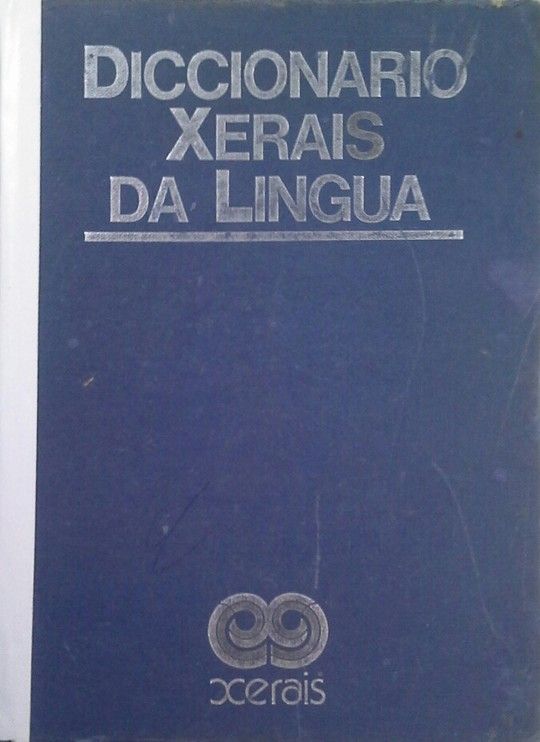 DICCIONARIO
XERAIS
DA LINGUA
xerais